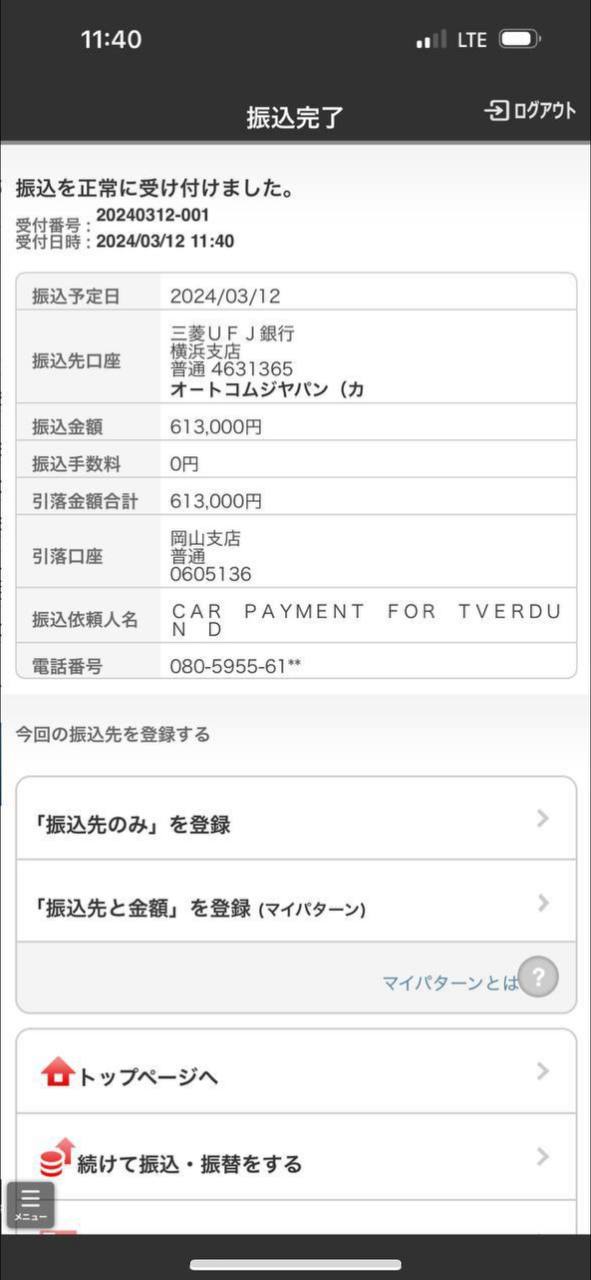 11:40
LTE
振込完了
ログアウト
振込を正常に受け付けました。
受付番号：20240312-001
受付日時：2024/03/12 11:40
振込予定日 2024/03/12
振込先口座
三菱ＵＦＪ銀行
横浜支店
普通 4631365
オートコムジヤパン（カ
振込金額 613,000円
振込手数料 0円
引落金額合計 613,000円
引落口座
岡山支店
普通
0605136
振込依頼人名
ＣＡＲ　ＰＡＹＭＥＮＴ　ＦＯＲ　ＴＶＥＲＤＵ
Ｎ　Ｄ
電話番号 080-5955-61**
今回の振込先を登録する
「振込先のみ」を登録
「振込先と金額」を登録 (マイパターン)
マイパターンとは ?
トップページへ
続けて振込・振替をする
メニュー